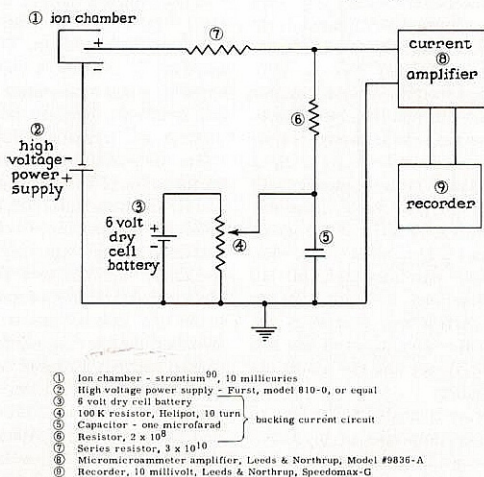 ① ion chamber
+
−
⑦
current
⑧
amplifier
② high
voltage −
power +
supply
⑥
③
6 volt
dry
cell
battery
+
−
④
⑤
⑨
recorder
① Ion chamber - strontium⁹⁰, 10 millicuries
② High voltage power supply - Furst, model 810-0, or equal
③ 6 volt dry cell battery
④ 100 K resistor, Helipot, 10 turn
⑤ Capacitor - one microfarad
⑥ Resistor, 2 x 10⁸
backing current circuit
⑦ Series resistor, 3 x 10¹⁰
⑧ Micromicroammeter amplifier, Leeds & Northrup, Model #9836-A
⑨ Recorder, 10 millivolt, Leeds & Northrup, Speedomax-G